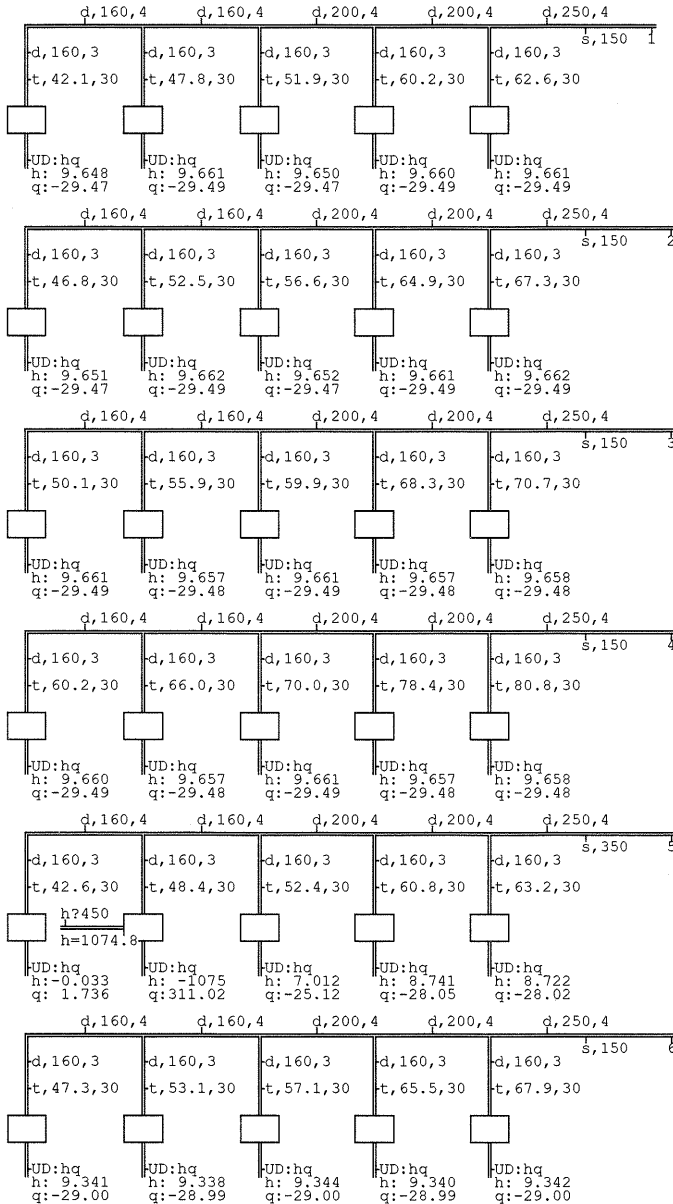 d,160,4 d,160,4 d,200,4 d,200,4 d,250,4
s,150 1
d,160,3 d,160,3 d,160,3 d,160,3 d,160,3
t,42.1,30 t,47.8,30 t,51.9,30 t,60.2,30 t,62.6,30
UD:hq UD:hq UD:hq UD:hq UD:hq
h: 9.648 h: 9.661 h: 9.650 h: 9.660 h: 9.661
q:-29.47 q:-29.49 q:-29.47 q:-29.49 q:-29.49
d,160,4 d,160,4 d,200,4 d,200,4 d,250,4
s,150 2
d,160,3 d,160,3 d,160,3 d,160,3 d,160,3
t,46.8,30 t,52.5,30 t,56.6,30 t,64.9,30 t,67.3,30
UD:hq UD:hq UD:hq UD:hq UD:hq
h: 9.651 h: 9.662 h: 9.652 h: 9.661 h: 9.662
q:-29.47 q:-29.49 q:-29.47 q:-29.49 q:-29.49
d,160,4 d,160,4 d,200,4 d,200,4 d,250,4
s,150 3
d,160,3 d,160,3 d,160,3 d,160,3 d,160,3
t,50.1,30 t,55.9,30 t,59.9,30 t,68.3,30 t,70.7,30
UD:hq UD:hq UD:hq UD:hq UD:hq
h: 9.661 h: 9.657 h: 9.661 h: 9.657 h: 9.658
q:-29.49 q:-29.48 q:-29.49 q:-29.48 q:-29.48
d,160,4 d,160,4 d,200,4 d,200,4 d,250,4
s,150 4
d,160,3 d,160,3 d,160,3 d,160,3 d,160,3
t,60.2,30 t,66.0,30 t,70.0,30 t,78.4,30 t,80.8,30
UD:hq UD:hq UD:hq UD:hq UD:hq
h: 9.660 h: 9.657 h: 9.661 h: 9.657 h: 9.658
q:-29.49 q:-29.48 q:-29.49 q:-29.48 q:-29.48
d,160,4 d,160,4 d,200,4 d,200,4 d,250,4
s,350 5
d,160,3 d,160,3 d,160,3 d,160,3 d,160,3
t,42.6,30 t,48.4,30 t,52.4,30 t,60.8,30 t,63.2,30
h?450
h=1074.8
UD:hq UD:hq UD:hq UD:hq UD:hq
h:-0.033 h: -1075 h: 7.012 h: 8.741 h: 8.722
q: 1.736 q:311.02 q:-25.12 q:-28.05 q:-28.02
d,160,4 d,160,4 d,200,4 d,200,4 d,250,4
s,150 6
d,160,3 d,160,3 d,160,3 d,160,3 d,160,3
t,47.3,30 t,53.1,30 t,57.1,30 t,65.5,30 t,67.9,30
UD:hq UD:hq UD:hq UD:hq UD:hq
h: 9.341 h: 9.338 h: 9.344 h: 9.340 h: 9.342
q:-29.00 q:-28.99 q:-29.00 q:-28.99 q:-29.00